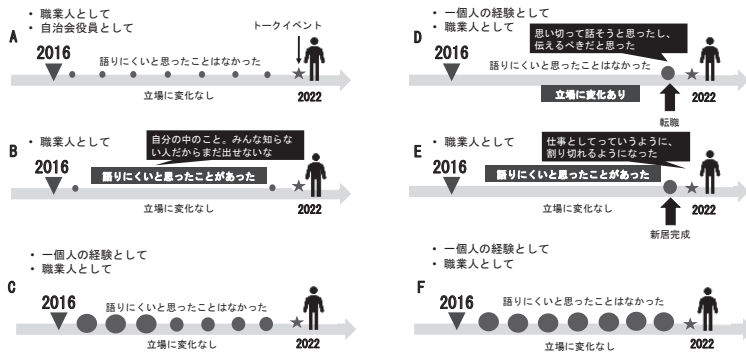 ・ 職業人として
・ 自治会役員として
A
2016
トークイベント
語りにくいと思ったことはなかった
立場に変化なし
2022
・ 職業人として
B
2016
自分の中のこと。みんな知らな
い人だからまだ出せないな
語りにくいと思ったことがあった
立場に変化なし
2022
・ 一個人の経験として
・ 職業人として
C
2016
語りにくいと思ったことはなかった
立場に変化なし
2022
・ 一個人の経験として
・ 職業人として
D
2016
思い切って話そうと思ったし、
伝えるべきだと思った
語りにくいと思ったことはなかった
立場に変化あり
転職
2022
・ 職業人として
E
2016
仕事としてっていうように、
割り切れるようになった
語りにくいと思ったことがあった
立場に変化なし
新居完成
2022
・ 一個人の経験として
・ 職業人として
F
2016
語りにくいと思ったことはなかった
立場に変化なし
2022